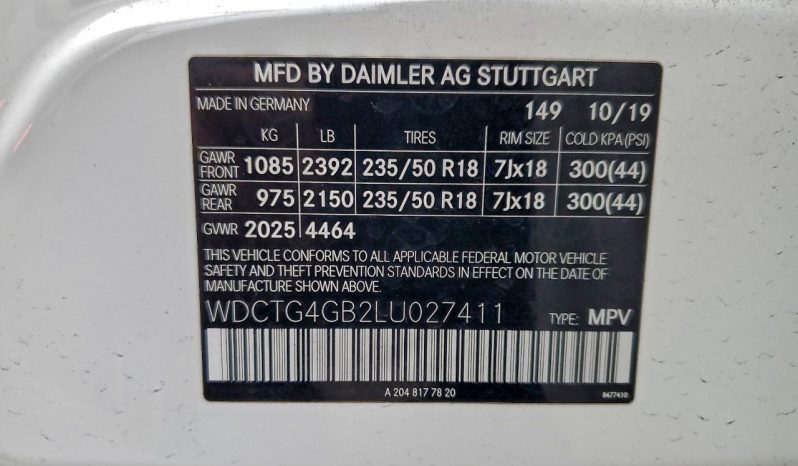 MFD BY DAIMLER AG STUTTGART
MADE IN GERMANY 149 10/19
KG LB TIRES RIM SIZE COLD KPA(PSI)
GAWR FRONT 1085 2392 235/50 R18 7Jx18 300(44)
GAWR REAR 975 2150 235/50 R18 7Jx18 300(44)
GVWR 2025 4464
THIS VEHICLE CONFORMS TO ALL APPLICABLE FEDERAL MOTOR VEHICLE
SAFETY AND THEFT PREVENTION STANDARDS IN EFFECT ON THE DATE OF
MANUFACTURE SHOWN ABOVE.
WDCTG4GB2LU027411 TYPE: MPV
A 204 817 78 20 8477410